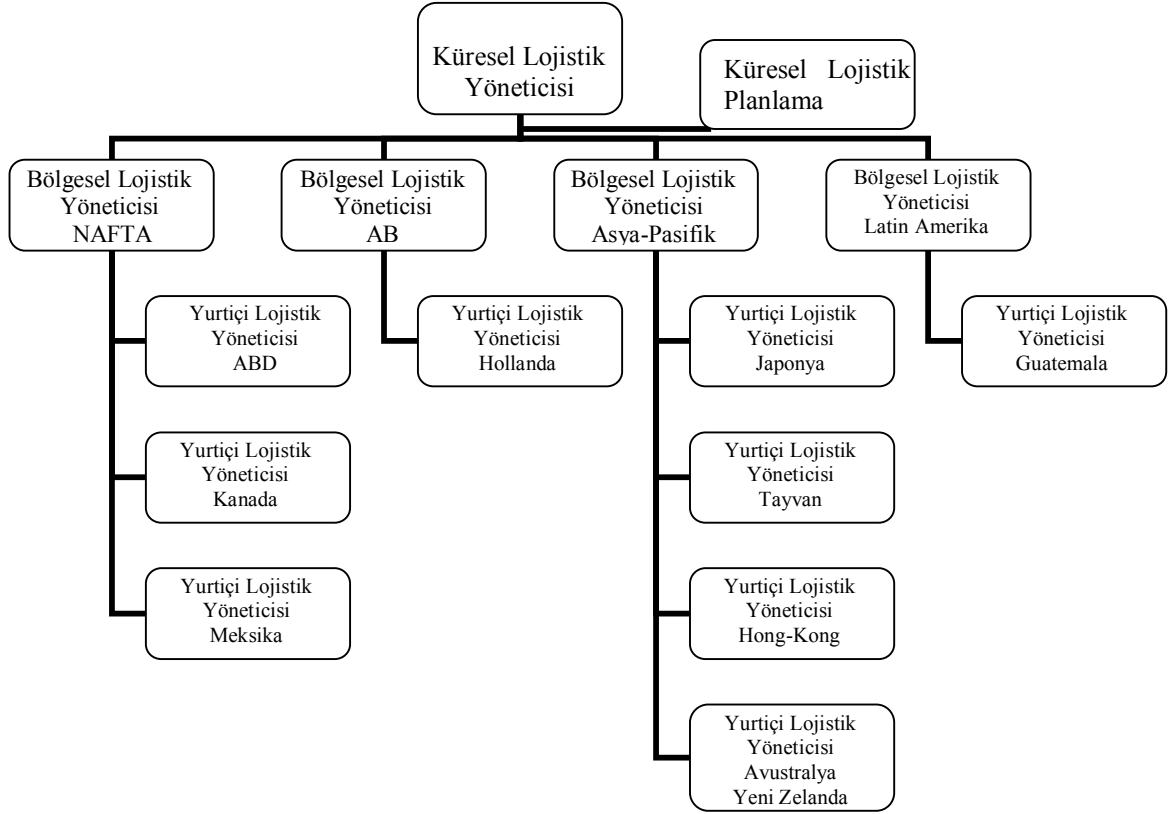 Küresel Lojistik
Yöneticisi
Küresel Lojistik
Planlama
Bölgesel Lojistik
Yöneticisi
NAFTA
Bölgesel Lojistik
Yöneticisi
AB
Bölgesel Lojistik
Yöneticisi
Asya-Pasifik
Bölgesel Lojistik
Yöneticisi
Latin Amerika
Yurtiçi Lojistik
Yöneticisi
ABD
Yurtiçi Lojistik
Yöneticisi
Hollanda
Yurtiçi Lojistik
Yöneticisi
Japonya
Yurtiçi Lojistik
Yöneticisi
Guatemala
Yurtiçi Lojistik
Yöneticisi
Kanada
Yurtiçi Lojistik
Yöneticisi
Tayvan
Yurtiçi Lojistik
Yöneticisi
Meksika
Yurtiçi Lojistik
Yöneticisi
Hong-Kong
Yurtiçi Lojistik
Yöneticisi
Avustralya
Yeni Zelanda